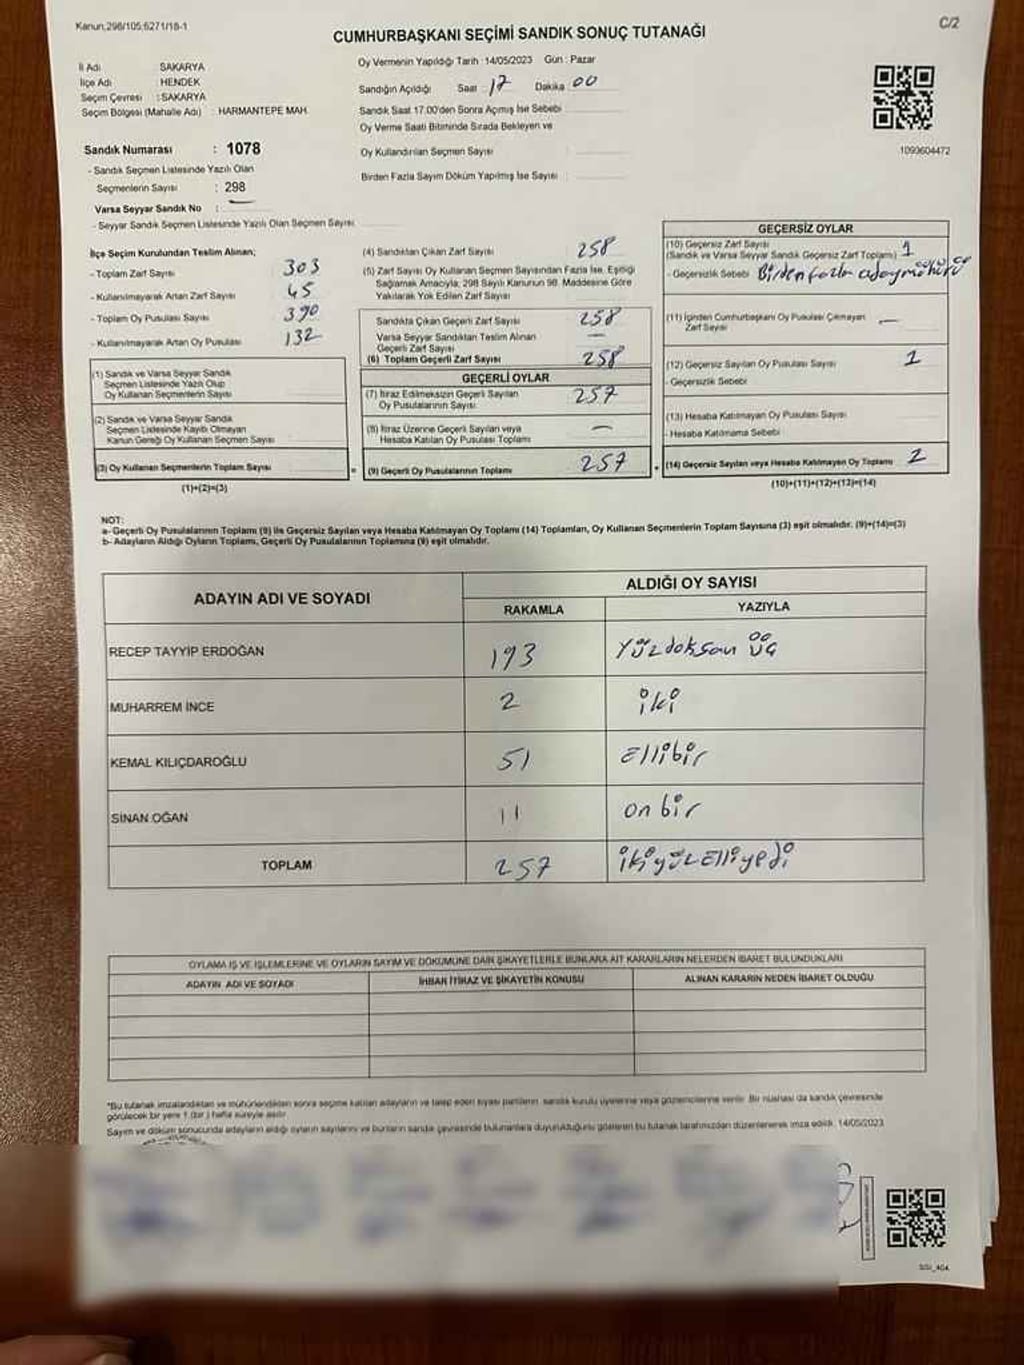 Kanun:298/105;6271/18-1
C/2
CUMHURBAŞKANI SEÇİMİ SANDIK SONUÇ TUTANAĞI
İl Adı : SAKARYA
İlçe Adı : HENDEK
Seçim Çevresi : SAKARYA
Seçim Bölgesi (Mahalle Adı) : HARMANTEPE MAH.
Oy Vermenin Yapıldığı Tarih : 14/05/2023 Gün : Pazar
Sandığın Açıldığı Saat : 17 Dakika : 00
Sandık Saat 17.00'den Sonra Açmış İse Sebebi
Oy Verme Saati Bitiminde Sırada Bekleyen ve
Oy Kullandırılan Seçmen Sayısı :
Birden Fazla Sayım Döküm Yapılmış İse Sayısı :
1090604472
Sandık Numarası : 1078
- Sandık Seçmen Listesinde Yazılı Olan
Seçmenlerin Sayısı : 298
Varsa Seyyar Sandık No : —
- Seyyar Sandık Seçmen Listesinde Yazılı Olan Seçmen Sayısı
İlçe Seçim Kurulundan Teslim Alınan;
- Toplam Zarf Sayısı 303
- Kullanılmayarak Artan Zarf Sayısı 45
- Toplam Oy Pusulası Sayısı 390
- Kullanılmayarak Artan Oy Pusulası 132
(1) Sandık ve Varsa Seyyar Sandık
Seçmen Listesinde Yazılı Olup
Oy Kullanan Seçmenlerin Sayısı
(2) Sandık ve Varsa Seyyar Sandık
Seçmen Listesinde Kaydı Olmayan
Kanun Gereği Oy Kullanan Seçmen Sayısı
(3) Oy Kullanan Seçmenlerin Toplam Sayısı
(1)+(2)=(3)
(4) Sandıktan Çıkan Zarf Sayısı 258
(5) Zarf Sayısı Oy Kullanan Seçmen Sayısından Fazla İse, Eşitliği
Sağlamak Amacıyla, 298 Sayılı Kanunun 98. Maddesine Göre
Yakılarak Yok Edilen Zarf Sayısı
Sandıkta Çıkan Geçerli Zarf Sayısı 258
Varsa Seyyar Sandıktan Teslim Alınan
Geçerli Zarf Sayısı —
(6) Toplam Geçerli Zarf Sayısı 258
GEÇERLİ OYLAR
(7) İtiraz Edilmeksizin Geçerli Sayılan
Oy Pusulalarının Sayısı 257
(8) İtiraz Üzerine Geçerli Sayılan veya
Hesaba Katılan Oy Pusulası Toplamı —
= (9) Geçerli Oy Pusulalarının Toplamı 257
GEÇERSİZ OYLAR
(10) Geçersiz Zarf Sayısı
(Sandık ve Varsa Seyyar Sandık Geçersiz Zarf Toplamı) 1
- Geçersizlik Sebebi Birden fazla aday mühürü
(11) İçinden Cumhurbaşkanı Oy Pusulası Çıkmayan
Zarf Sayısı —
(12) Geçersiz Sayılan Oy Pusulası Sayısı 1
- Geçersizlik Sebebi
(13) Hesaba Katılmayan Oy Pusulası Sayısı
- Hesaba Katılmama Sebebi
+ (14) Geçersiz Sayılan veya Hesaba Katılmayan Oy Toplamı 2
(10)+(11)+(12)+(13)=(14)
NOT:
a- Geçerli Oy Pusulalarının Toplamı (9) ile Geçersiz Sayılan veya Hesaba Katılmayan Oy Toplamı (14) Toplamları, Oy Kullanan Seçmenlerin Toplam Sayısına (3) eşit olmalıdır. (9)+(14)=(3)
b- Adayların Aldığı Oyların Toplamı, Geçerli Oy Pusulalarının Toplamına (9) eşit olmalıdır.
ADAYIN ADI VE SOYADI
ALDIĞI OY SAYISI
RAKAMLA YAZIYLA
RECEP TAYYİP ERDOĞAN 193 Yüzdoksan üç
MUHARREM İNCE 2 iki
KEMAL KILIÇDAROĞLU 51 Ellibir
SİNAN OĞAN 11 on bir
TOPLAM 257 ikiyüz Elliyedi
OYLAMA İŞ VE İŞLEMLERİNE VE OYLARIN SAYIM VE DÖKÜMÜNE DAİR ŞİKAYETLERLE BUNLARA AİT KARARLARIN NELERDEN İBARET BULUNDUKLARI
ADAYIN ADI VE SOYADI İHBAR İTİRAZ VE ŞİKAYETİN KONUSU ALINAN KARARIN NEDEN İBARET OLDUĞU
*Bu tutanak imzalandıktan ve mühürlendikten sonra seçime katılan adayların ve talep eden siyasi partilerin sandık kurulu üyelerine veya gözlemcilerine verilir. Bir nüshası da sandık çevresinde
görülecek bir yere 1 (bir ) hafta süreyle asılır.
Sayım ve döküm sonucunda adayların aldığı oyların sayılarını ve bunların sandık çevresinde bulunanlara duyurulduğunu gösteren bu tutanak tarafımızdan düzenlenerek imza edildi. 14/05/2023